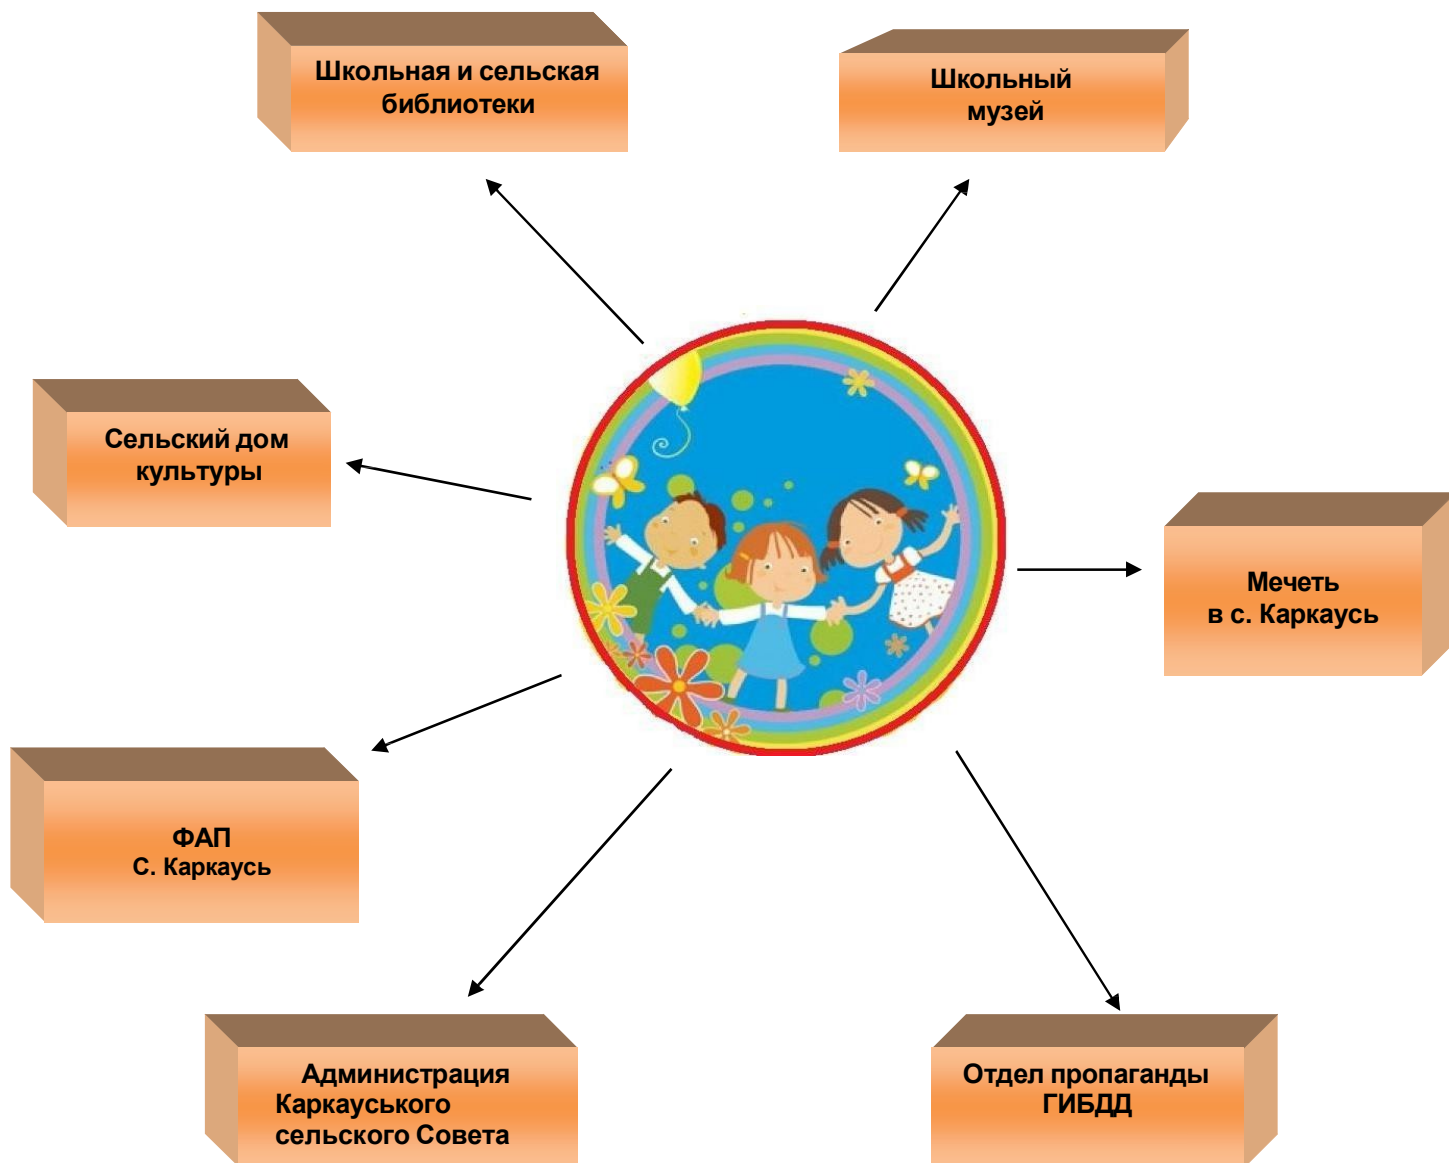 Школьная и сельская
библиотеки
Школьный
музей
Сельский дом
культуры
Мечеть
в с. Каркаусь
ФАП
С. Каркаусь
Администрация
Каркауського
сельского Совета
Отдел пропаганды
ГИБДД